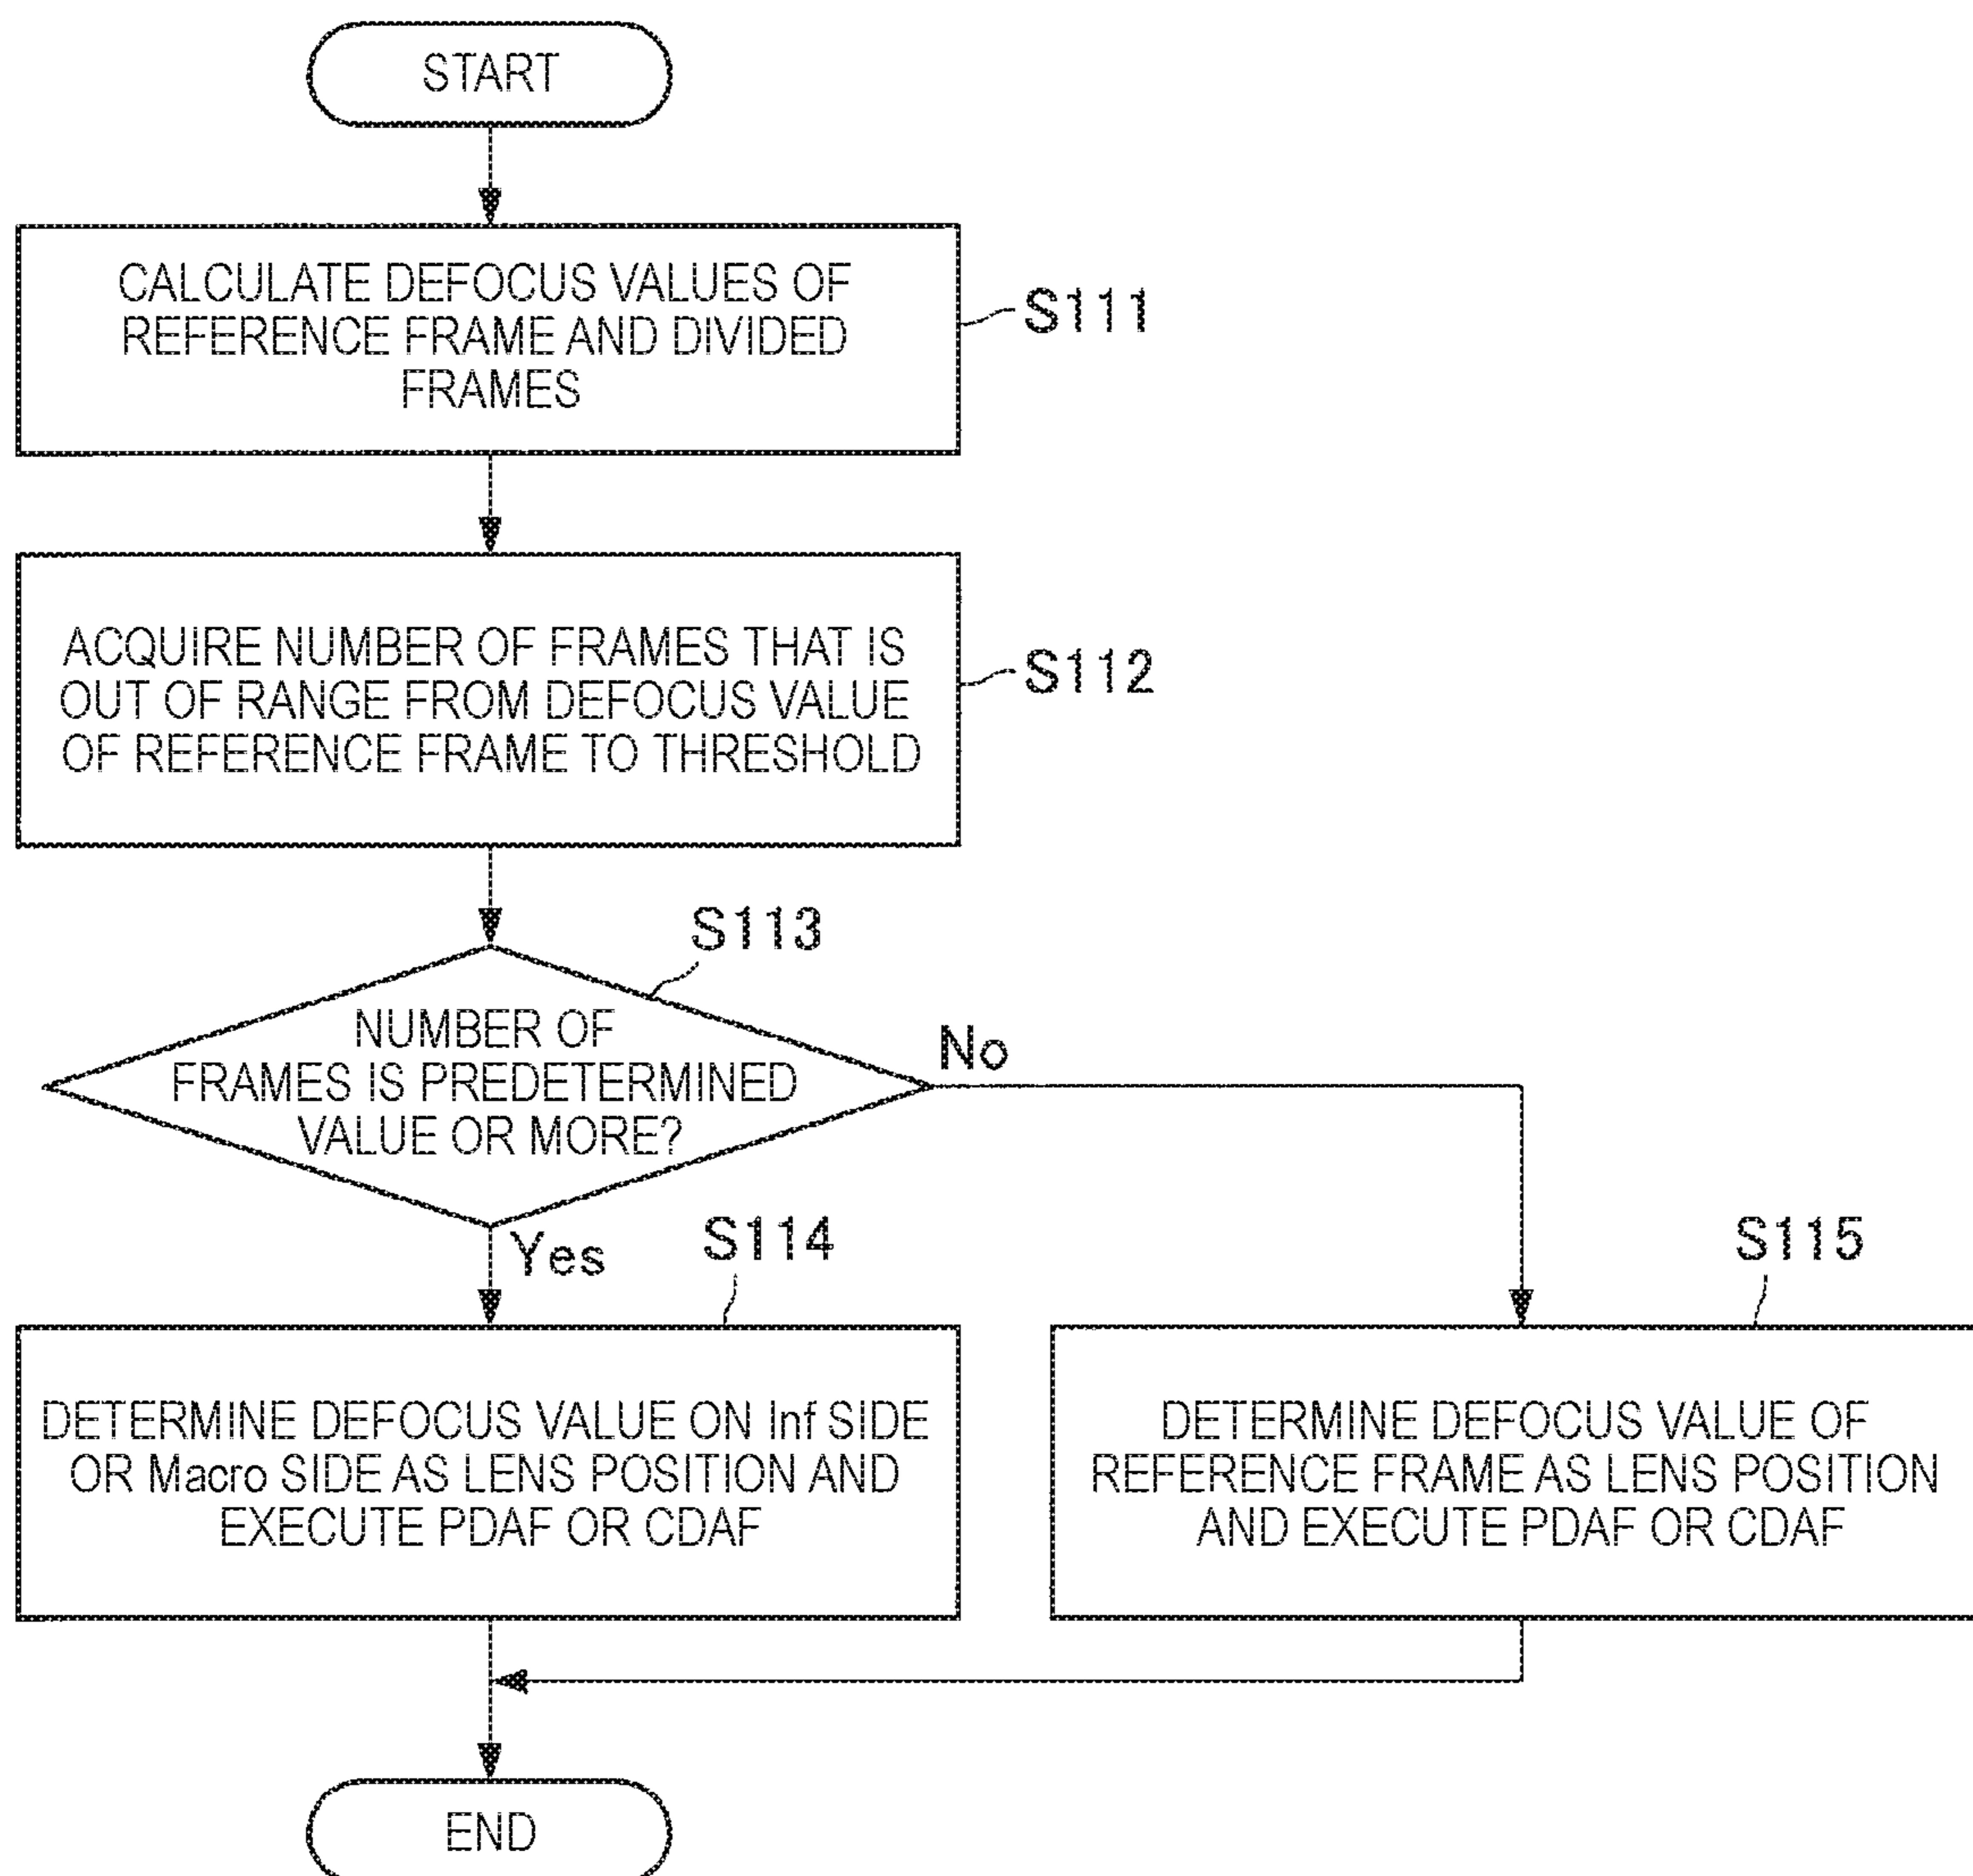 START
CALCULATE DEFOCUS VALUES OF
REFERENCE FRAME AND DIVIDED
FRAMES
S111
ACQUIRE NUMBER OF FRAMES THAT IS
OUT OF RANGE FROM DEFOCUS VALUE
OF REFERENCE FRAME TO THRESHOLD
S112
S113
NUMBER OF
FRAMES IS PREDETERMINED
VALUE OR MORE?
No
Yes
S114
DETERMINE DEFOCUS VALUE ON Inf SIDE
OR Macro SIDE AS LENS POSITION AND
EXECUTE PDAF OR CDAF
S115
DETERMINE DEFOCUS VALUE OF
REFERENCE FRAME AS LENS POSITION
AND EXECUTE PDAF OR CDAF
END